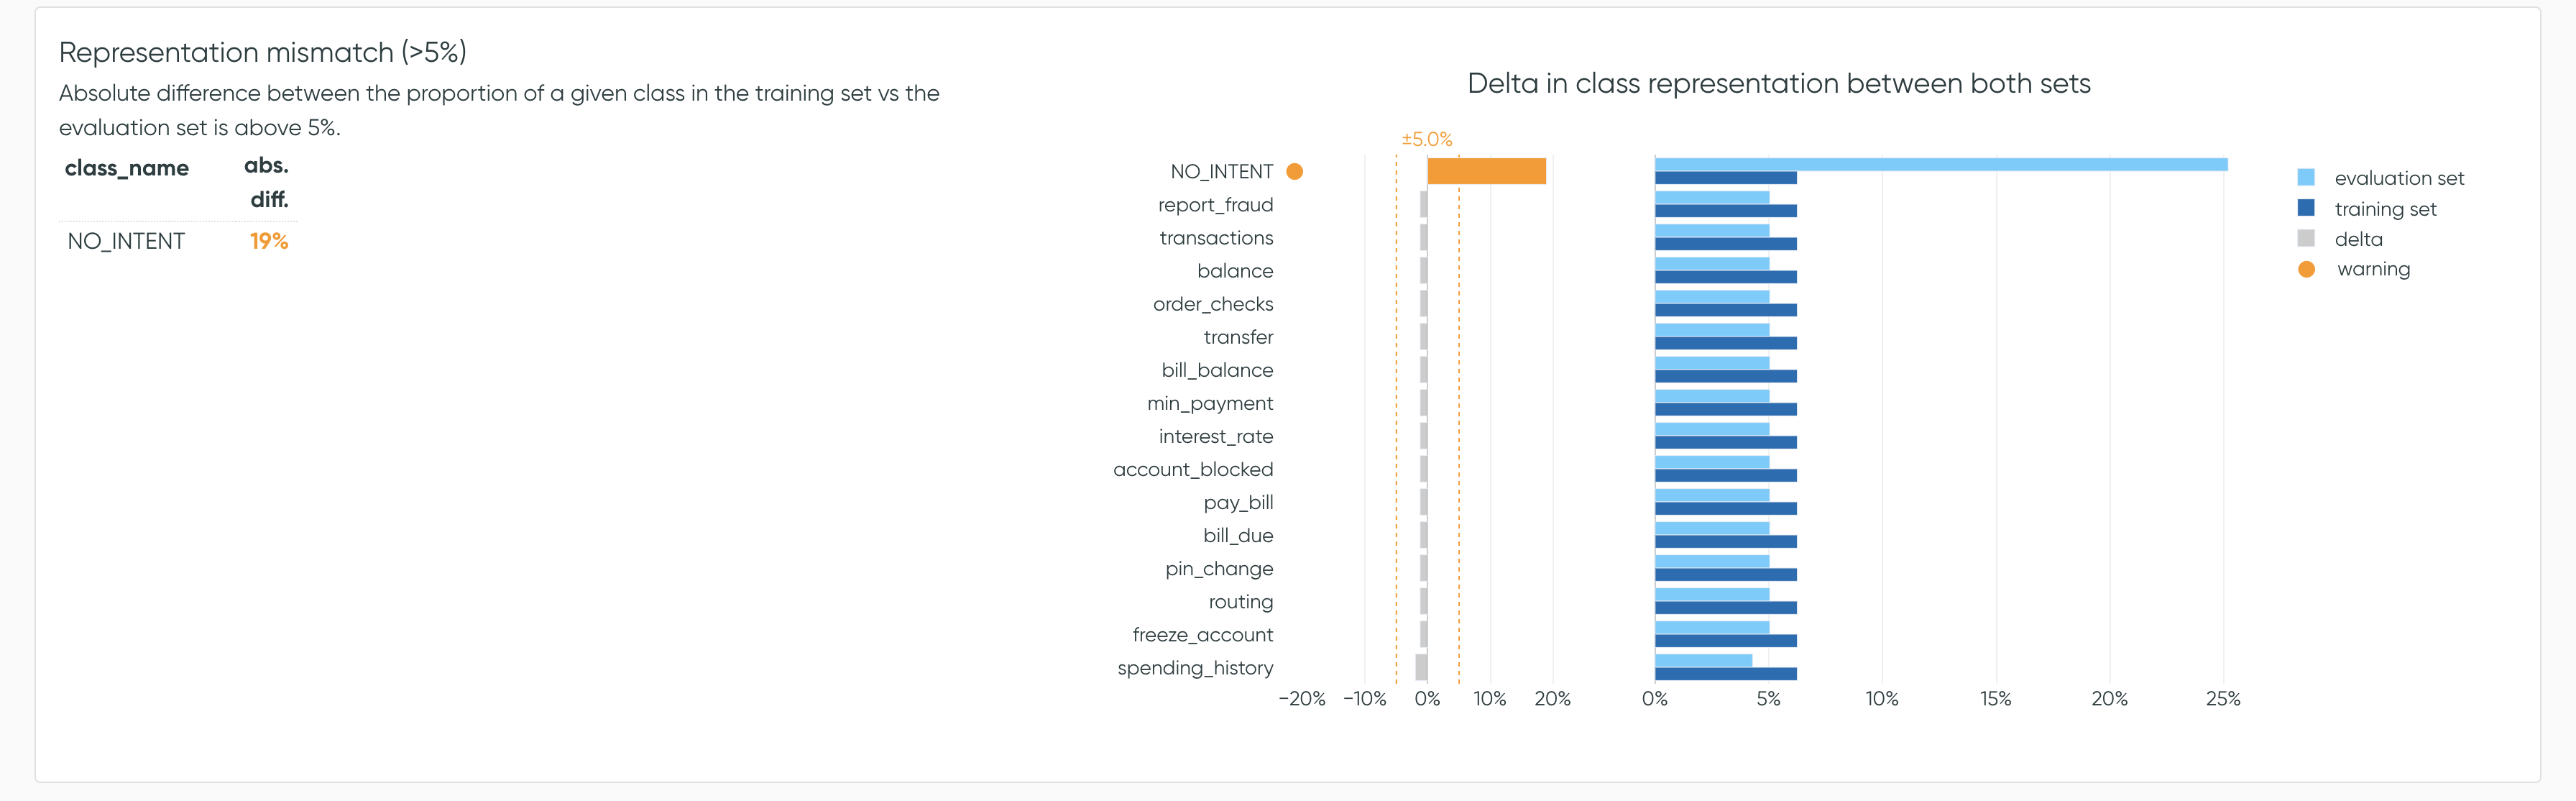 Representation mismatch (>5%)
Absolute difference between the proportion of a given class in the training set vs the
evaluation set is above 5%.
class_name abs.
diff.
NO_INTENT 19%
Delta in class representation between both sets
±5.0%
NO_INTENT
report_fraud
transactions
balance
order_checks
transfer
bill_balance
min_payment
interest_rate
account_blocked
pay_bill
bill_due
pin_change
routing
freeze_account
spending_history
−20% −10% 0% 10% 20%
0% 5% 10% 15% 20% 25%
evaluation set
training set
delta
warning